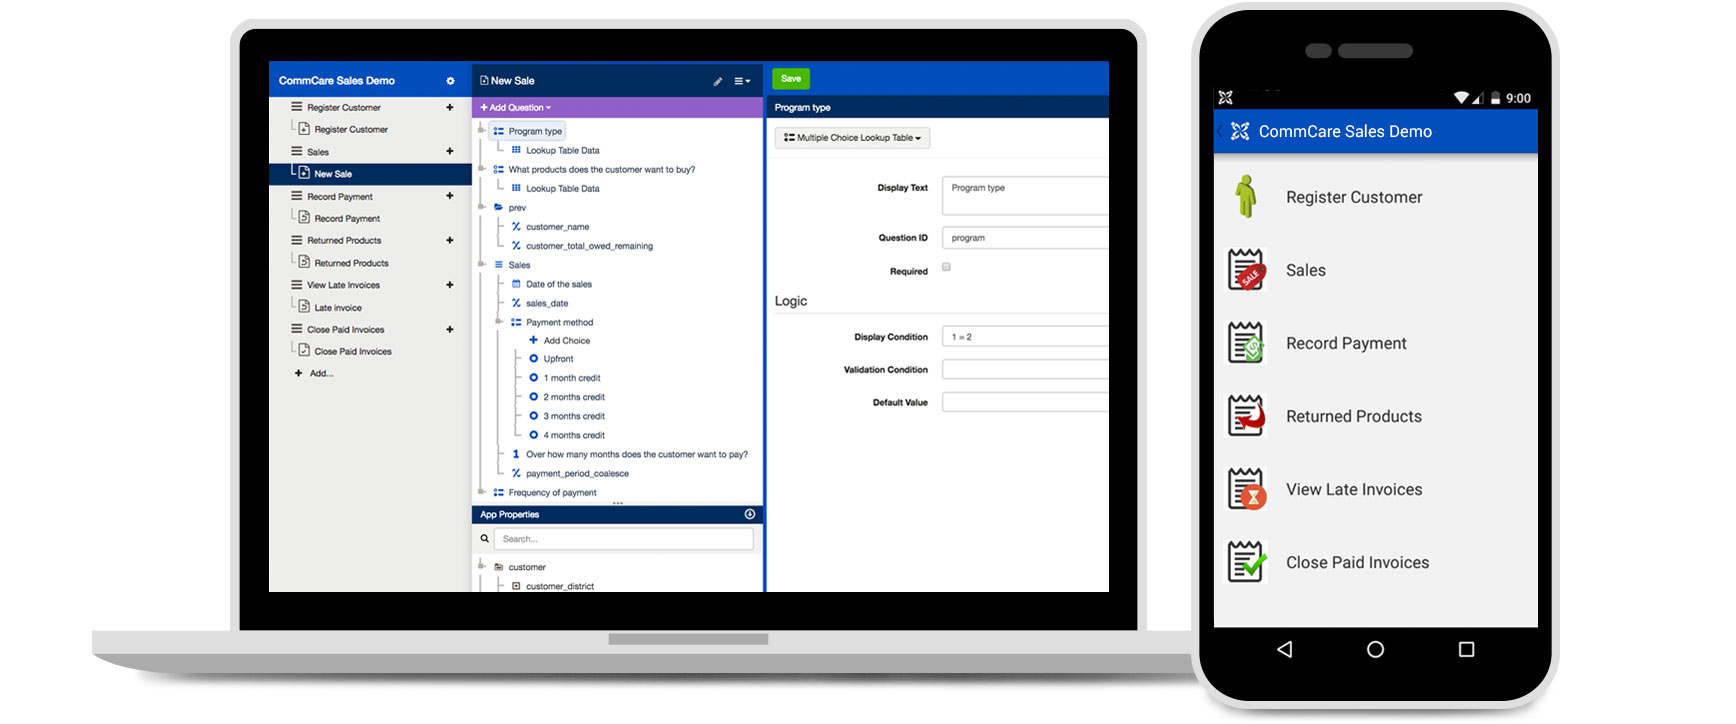 CommCare Sales Demo
Register Customer
Register Customer
Sales
New Sale
Record Payment
Record Payment
Returned Products
Returned Products
View Late Invoices
Late invoice
Close Paid Invoices
Close Paid Invoices
Add...
New Sale
Add Question
Program type
Lookup Table Data
What products does the customer want to buy?
Lookup Table Data
prev
customer_name
customer_total_owed_remaining
Sales
Date of the sales
sales_date
Payment method
Add Choice
Upfront
1 month credit
2 months credit
3 months credit
4 months credit
1 Over how many months does the customer want to pay?
payment_period_coalesce
Frequency of payment
App Properties
Search...
customer
customer_district
Save
Program type
Multiple Choice Lookup Table
Display Text Program type
Question ID program
Required
Logic
Display Condition 1 = 2
Validation Condition
Default Value
9:00
CommCare Sales Demo
Register Customer
SALE
Sales
Record Payment
Returned Products
View Late Invoices
Close Paid Invoices